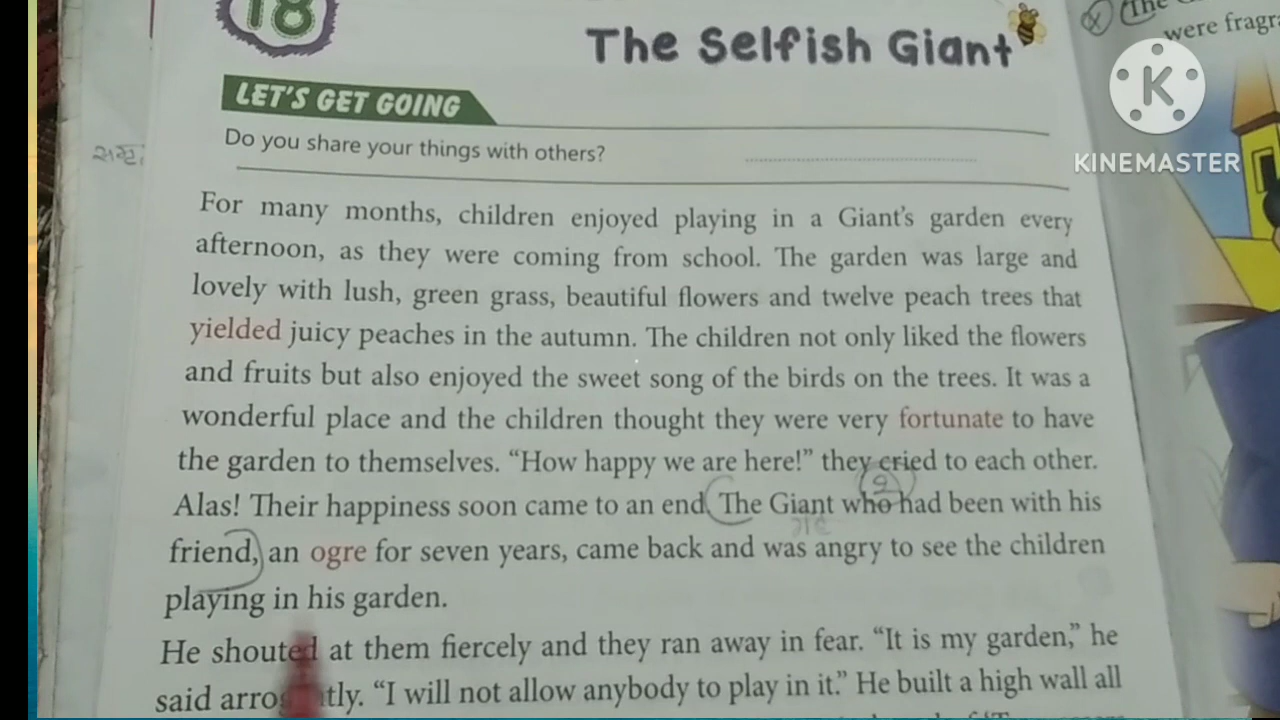 18
The Selfish Giant
LET'S GET GOING
Do you share your things with others?
For many months, children enjoyed playing in a Giant's garden every
afternoon, as they were coming from school. The garden was large and
lovely with lush, green grass, beautiful flowers and twelve peach trees that
yielded juicy peaches in the autumn. The children not only liked the flowers
and fruits but also enjoyed the sweet song of the birds on the trees. It was a
wonderful place and the children thought they were very fortunate to have
the garden to themselves. “How happy we are here!” they cried to each other.
Alas! Their happiness soon came to an end. The Giant who had been with his
friend, an ogre for seven years, came back and was angry to see the children
playing in his garden.
He shouted at them fiercely and they ran away in fear. “It is my garden,” he
said “I will not allow anybody to play in it.” He built a high wall all
The
were
K
KINEMASTER